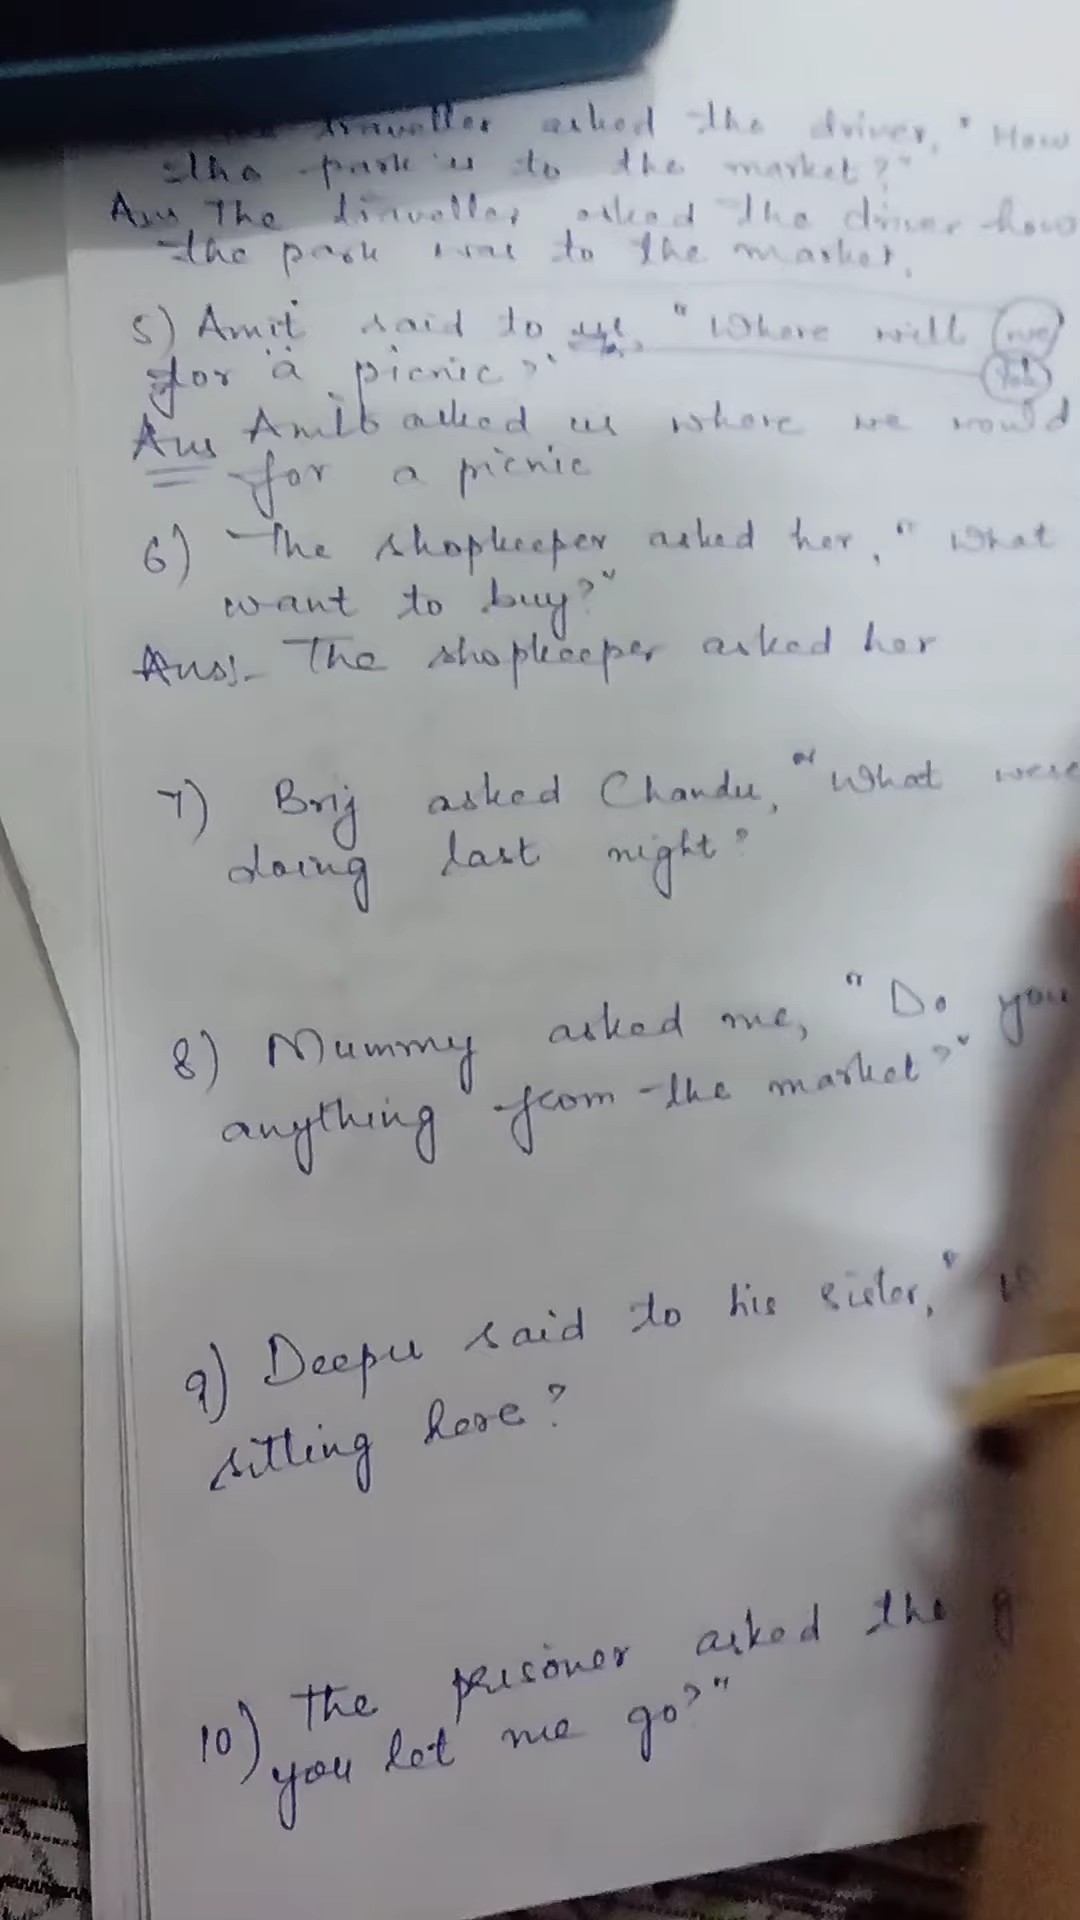 traveller asked the driver, " How
the park is to the market?"
Ans The traveller asked the driver how
the park was to the market.
5) Amit said to us, "Where will we
for a picnic?"
Ans Amit asked us where we would
for a picnic
6) The shopkeeper asked her, " What
want to buy?"
Ans:- The shopkeeper asked her
7) Brij asked Chandu, "What were
doing last night?
8) Mummy asked me, "Do you
anything from the market?"
9) Deepu said to his sister, "
sitting here?
10) The prisoner asked the
you let me go?"